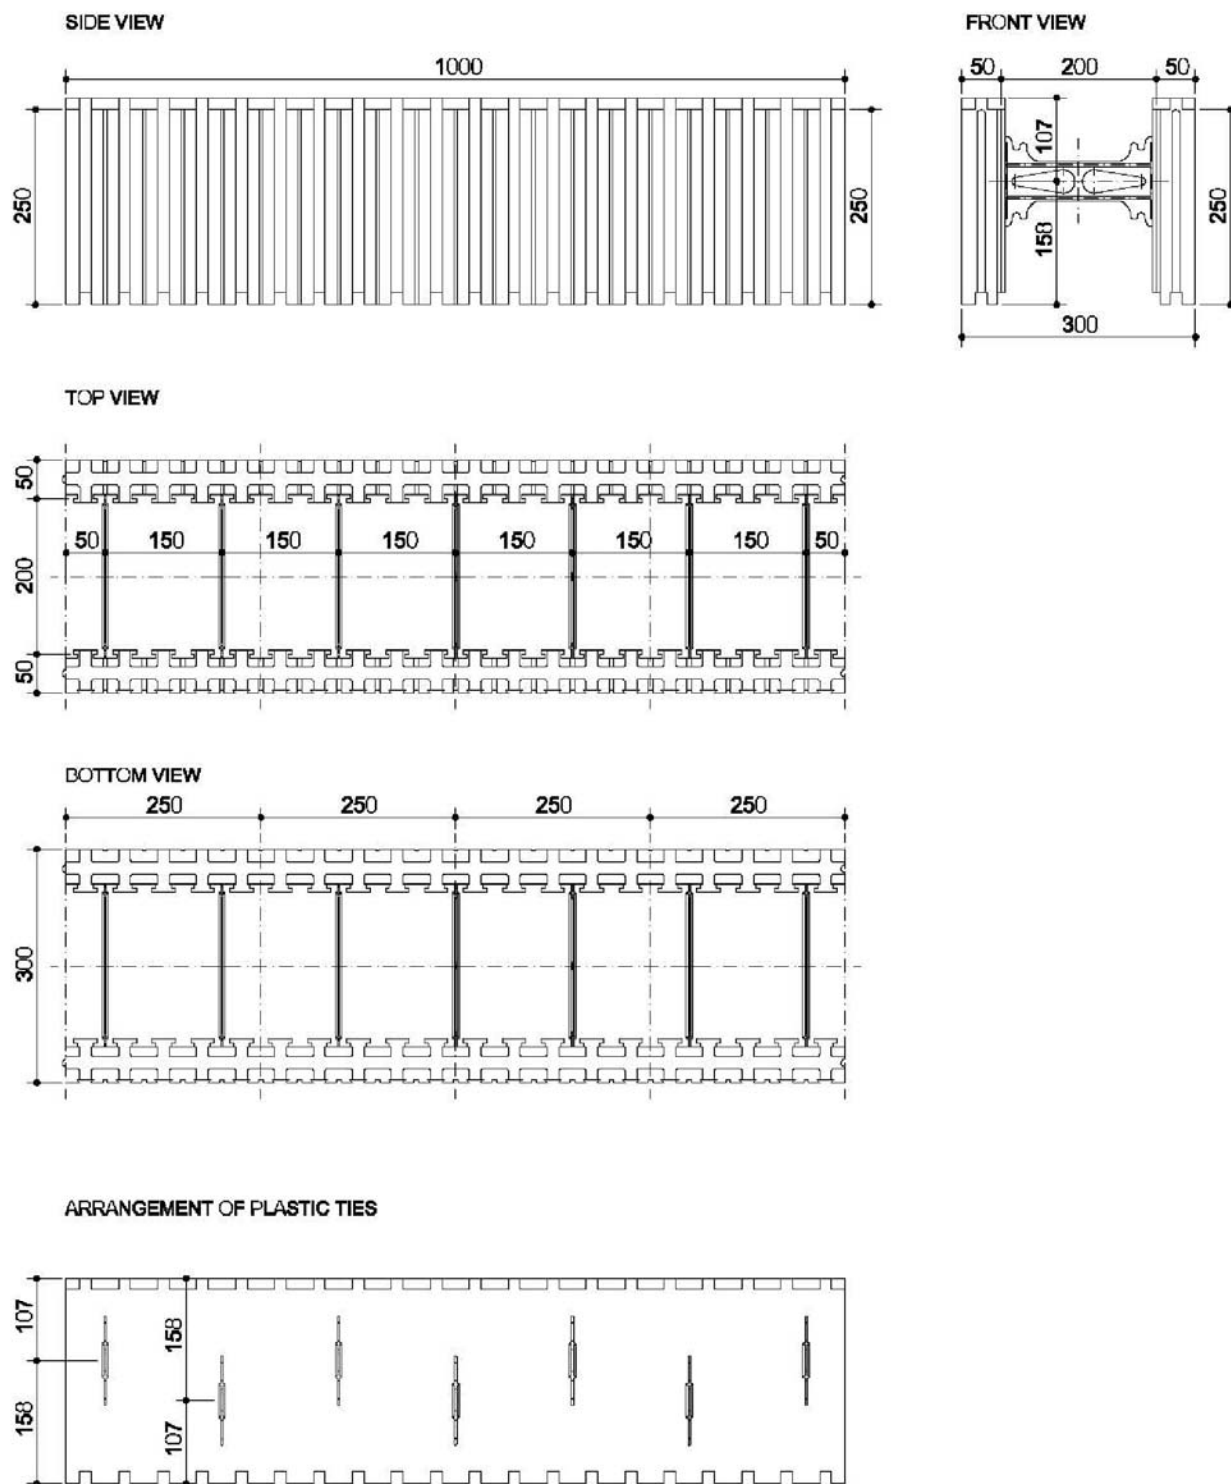 SIDE VIEW
FRONT VIEW
1000
50 200 50
250
250
107
158
250
300
TOP VIEW
50
200
50
50 150 150 150 150 150 150 50
BOTTOM VIEW
250 250 250 250
300
ARRANGEMENT OF PLASTIC TIES
107
158
158
107